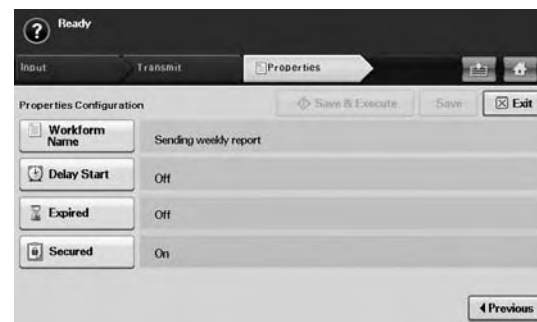 ?
Ready
Input Transmit Properties
Properties Configuration Save & Execute Save Exit
Workform
Name
Sending weekly report
Delay Start Off
Expired Off
Secured On
Previous